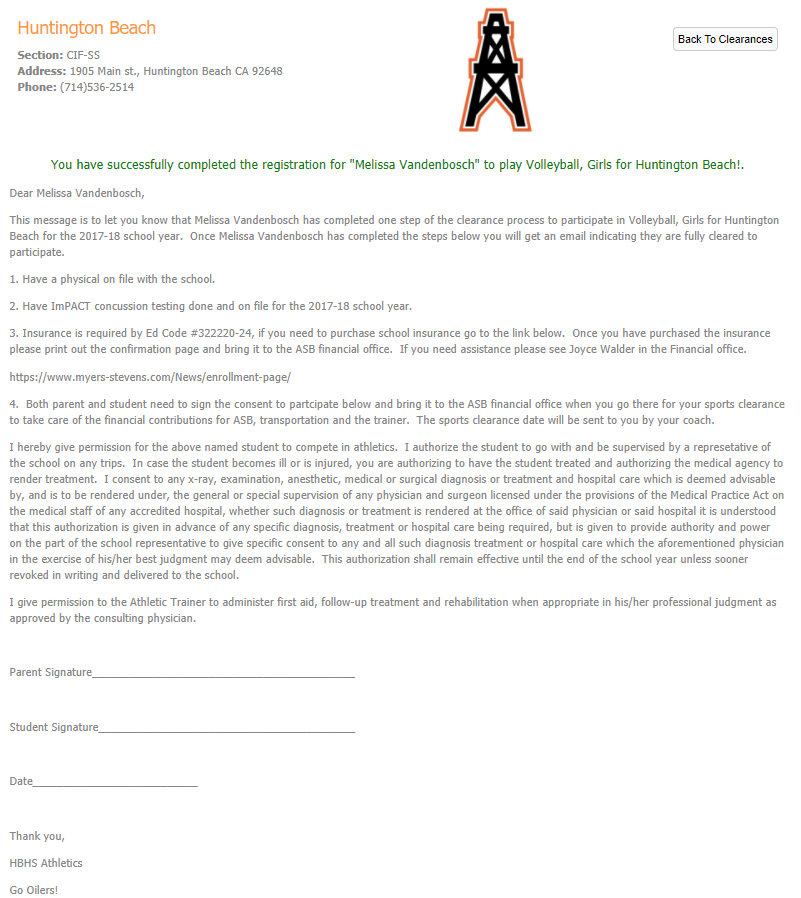 Huntington Beach
Section: CIF-SS
Address: 1905 Main st., Huntington Beach CA 92648
Phone: (714)536-2514
Back To Clearances
You have successfully completed the registration for "Melissa Vandenbosch" to play Volleyball, Girls for Huntington Beach!.
Dear Melissa Vandenbosch,
This message is to let you know that Melissa Vandenbosch has completed one step of the clearance process to participate in Volleyball, Girls for Huntington
Beach for the 2017-18 school year.  Once Melissa Vandenbosch has completed the steps below you will get an email indicating they are fully cleared to
participate.
1. Have a physical on file with the school.
2. Have ImPACT concussion testing done and on file for the 2017-18 school year.
3. Insurance is required by Ed Code #322220-24, if you need to purchase school insurance go to the link below.  Once you have purchased the insurance
please print out the confirmation page and bring it to the ASB financial office.  If you need assistance please see Joyce Walder in the Financial office.
https://www.myers-stevens.com/News/enrollment-page/
4.  Both parent and student need to sign the consent to partcipate below and bring it to the ASB financial office when you go there for your sports clearance
to take care of the financial contributions for ASB, transportation and the trainer.  The sports clearance date will be sent to you by your coach.
I hereby give permission for the above named student to compete in athletics.  I authorize the student to go with and be supervised by a represetative of
the school on any trips.  In case the student becomes ill or is injured, you are authorizing to have the student treated and authorizing the medical agency to
render treatment.  I consent to any x-ray, examination, anesthetic, medical or surgical diagnosis or treatment and hospital care which is deemed advisable
by, and is to be rendered under, the general or special supervision of any physician and surgeon licensed under the provisions of the Medical Practice Act on
the medical staff of any accredited hospital, whether such diagnosis or treatment is rendered at the office of said physician or said hospital it is understood
that this authorization is given in advance of any specific diagnosis, treatment or hospital care being required, but is given to provide authority and power
on the part of the school representative to give specific consent to any and all such diagnosis treatment or hospital care which the aforementioned physician
in the exercise of his/her best judgment may deem advisable.  This authorization shall remain effective until the end of the school year unless sooner
revoked in writing and delivered to the school.
I give permission to the Athletic Trainer to administer first aid, follow-up treatment and rehabilitation when appropriate in his/her professional judgment as
approved by the consulting physician.
Parent Signature___________________________________________
Student Signature__________________________________________
Date___________________________
Thank you,
HBHS Athletics
Go Oilers!